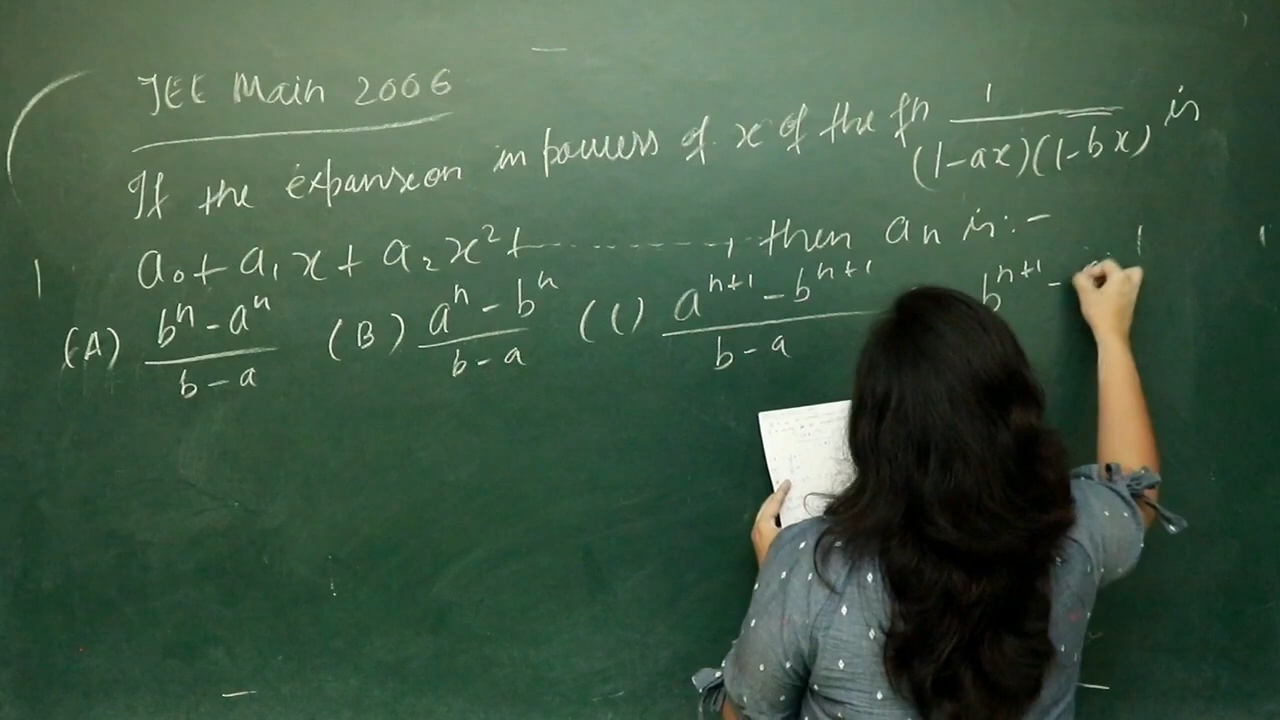 JEE Main 2006
If the expansion in powers of x of the fn 1/((1-ax)(1-bx)) is
a₀ + a₁x + a₂x² + ----------, then an is :-
(A) (bⁿ - aⁿ)/(b - a) (B) (aⁿ - bⁿ)/(b - a) (C) (aⁿ⁺¹ - bⁿ⁺¹)/(b - a) bⁿ⁺¹ -